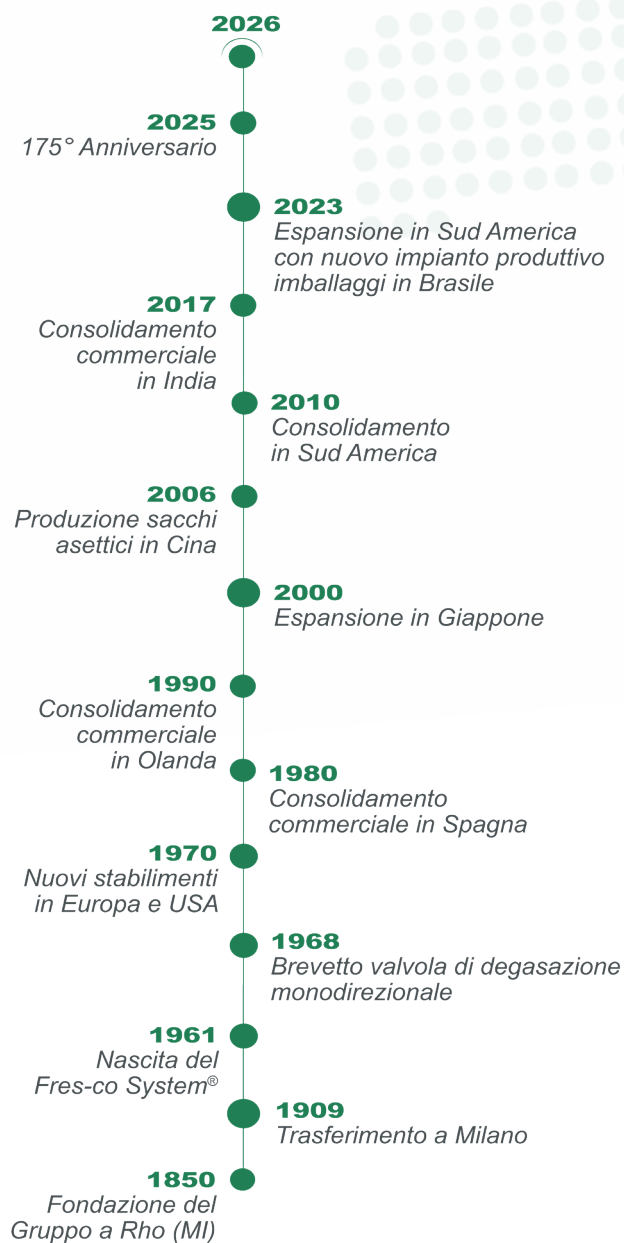 2026
2025
175° Anniversario
2023
Espansione in Sud America
con nuovo impianto produttivo
imballaggi in Brasile
2017
Consolidamento
commerciale
in India
2010
Consolidamento
in Sud America
2006
Produzione sacchi
asettici in Cina
2000
Espansione in Giappone
1990
Consolidamento
commerciale
in Olanda
1980
Consolidamento
commerciale in Spagna
1970
Nuovi stabilimenti
in Europa e USA
1968
Brevetto valvola di degasazione
monodirezionale
1961
Nascita del
Fres-co System®
1909
Trasferimento a Milano
1850
Fondazione del
Gruppo a Rho (MI)